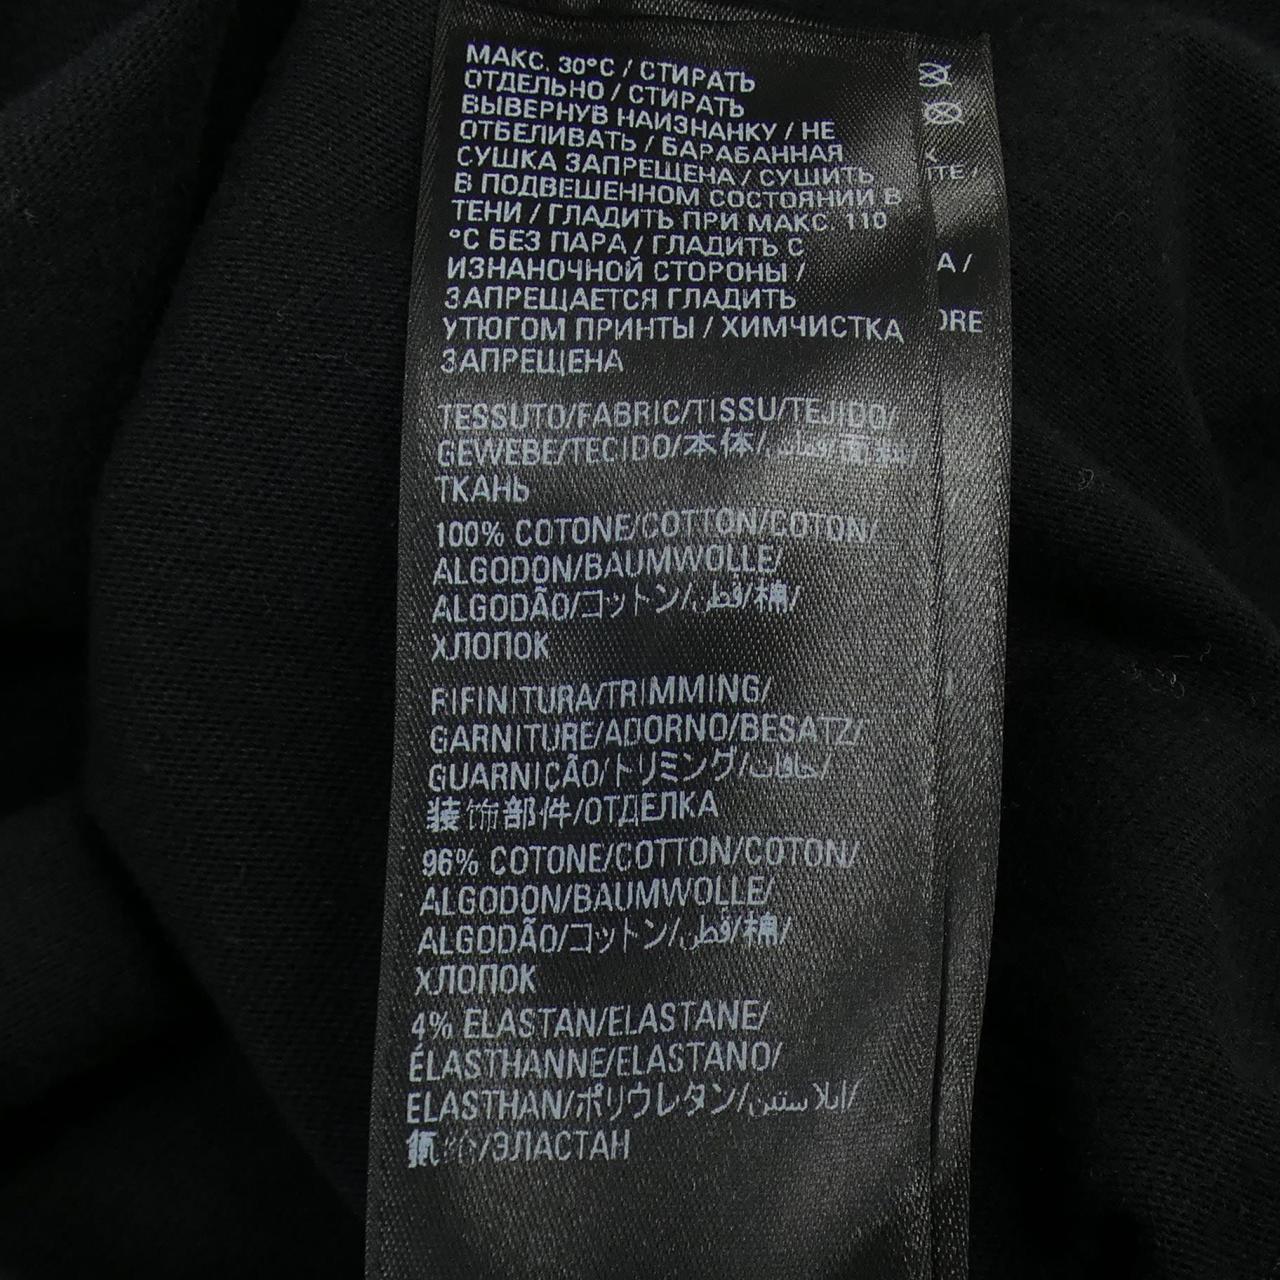 МАКС. 30°C / СТИРАТЬ
ОТДЕЛЬНО / СТИРАТЬ
ВЫВЕРНУВ НАИЗНАНКУ / НЕ
ОТБЕЛИВАТЬ / БАРАБАННАЯ
СУШКА ЗАПРЕЩЕНА / СУШИТЬ
В ПОДВЕШЕННОМ СОСТОЯНИИ В
ТЕНИ / ГЛАДИТЬ ПРИ МАКС. 110
°C БЕЗ ПАРА / ГЛАДИТЬ С
ИЗНАНОЧНОЙ СТОРОНЫ /
ЗАПРЕЩАЕТСЯ ГЛАДИТЬ
УТЮГОМ ПРИНТЫ / ХИМЧИСТКА
ЗАПРЕЩЕНА
TESSUTO/FABRIC/TISSU/TEJIDO/
GEWEBE/TECIDO/本体/
ТКАНЬ
100% COTONE/COTTON/COTON/
ALGODON/BAUMWOLLE/
ALGODÃO/コットン/قطن/棉/
ХЛОПОК
RIFINITURA/TRIMMING/
GARNITURE/ADORNO/BESATZ/
GUARNIÇÃO/トリミング/حافات/
装饰部件/ОТДЕЛКА
96% COTONE/COTTON/COTON/
ALGODON/BAUMWOLLE/
ALGODÃO/コットン/قطن/棉/
ХЛОПОК
4% ELASTAN/ELASTANE/
ÉLASTHANNE/ELASTANO/
ELASTHAN/ポリウレタン/إيلاستين/
/ЭЛАСТАН